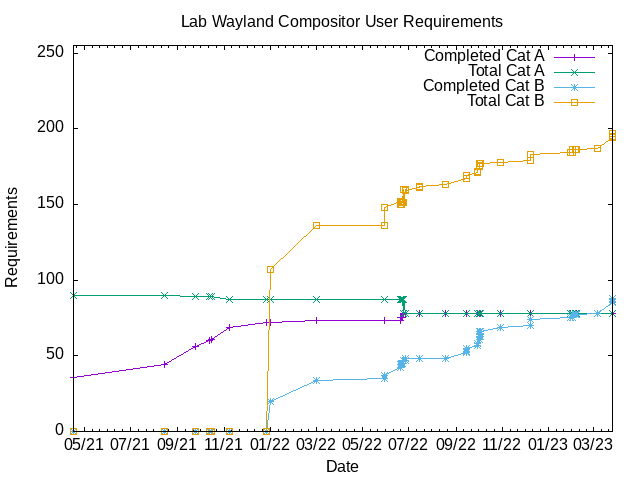 Lab Wayland Compositor User Requirements
Completed Cat A
Total Cat A
Completed Cat B
Total Cat B
250
200
150
100
50
0
Requirements
05/21 07/21 09/21 11/21 01/22 03/22 05/22 07/22 09/22 11/22 01/23 03/23
Date